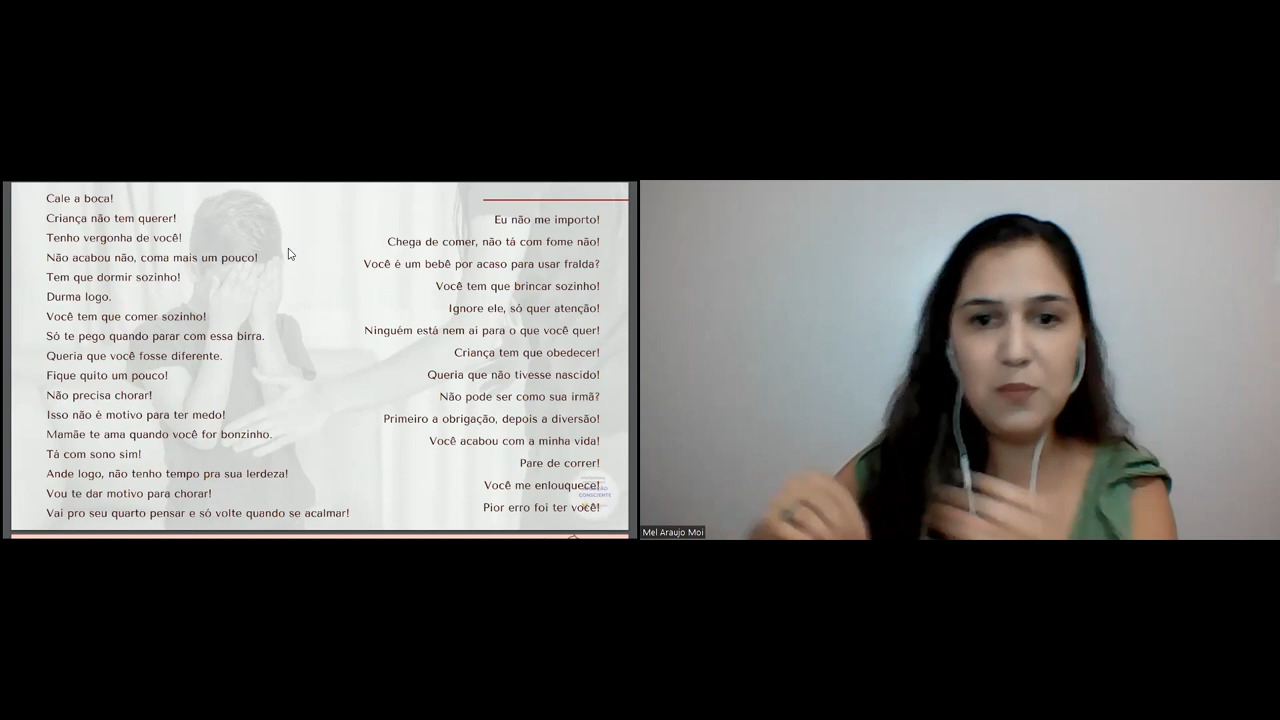 Cale a boca!
Criança não tem querer!
Tenho vergonha de você!
Não acabou não, coma mais um pouco!
Tem que dormir sozinho!
Durma logo.
Você tem que comer sozinho!
Só te pego quando parar com essa birra.
Queria que você fosse diferente.
Fique quito um pouco!
Não precisa chorar!
Isso não é motivo para ter medo!
Mamãe te ama quando você for bonzinho.
Tá com sono sim!
Ande logo, não tenho tempo pra sua lerdeza!
Vou te dar motivo para chorar!
Vai pro seu quarto pensar e só volte quando se acalmar!
Eu não me importo!
Chega de comer, não tá com fome não!
Você é um bebê por acaso para usar fralda?
Você tem que brincar sozinho!
Ignore ele, só quer atenção!
Ninguém está nem ai para o que você quer!
Criança tem que obedecer!
Queria que não tivesse nascido!
Não pode ser como sua irmã?
Primeiro a obrigação, depois a diversão!
Você acabou com a minha vida!
Pare de correr!
Você me enlouquece!
Pior erro foi ter você!
CONSCIENTE
Mel Araujo Moi